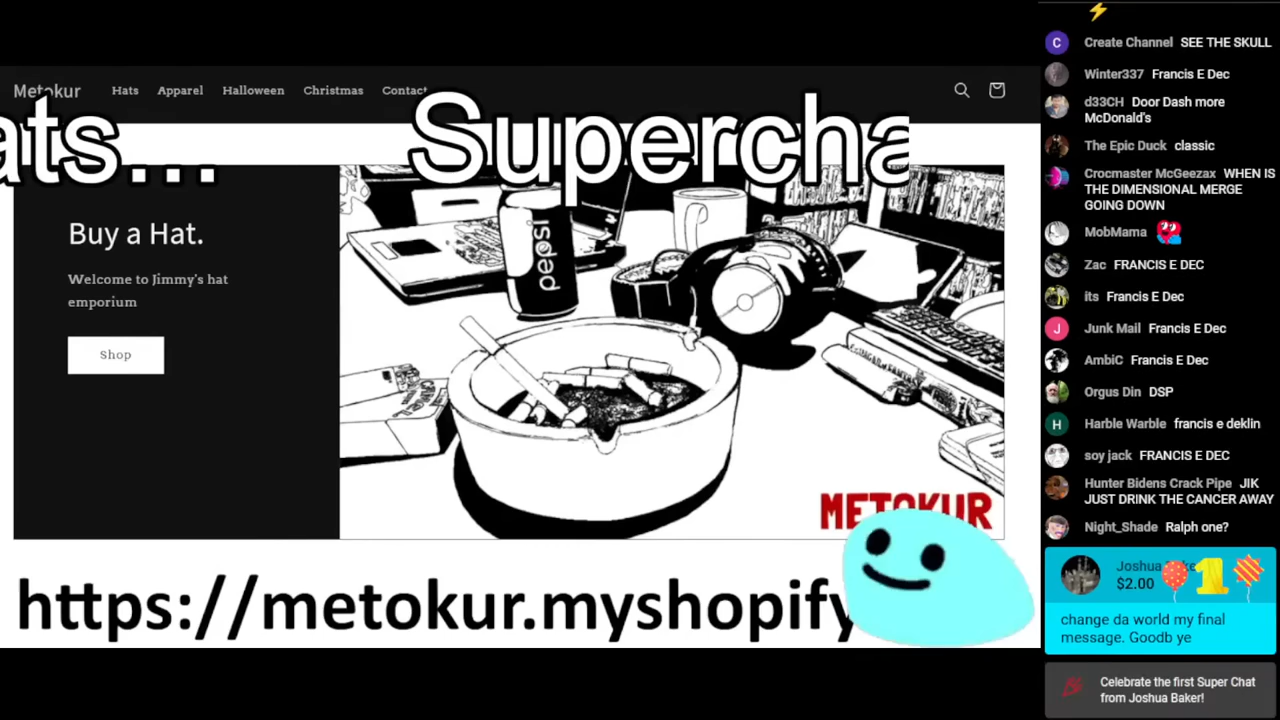 Metokur Hats Apparel Halloween Christmas Contact
ats... Supercha
Buy a Hat.
Welcome to Jimmy's hat
emporium
Shop
pepsi
METOKUR
https://metokur.myshopify
Create Channel SEE THE SKULL
Winter337 Francis E Dec
d33CH Door Dash more
McDonald's
The Epic Duck classic
Crocmaster McGeezax WHEN IS
THE DIMENSIONAL MERGE
GOING DOWN
MobMama
Zac FRANCIS E DEC
its Francis E Dec
J Junk Mail Francis E Dec
AmbiC Francis E Dec
Orgus Din DSP
H Harble Warble francis e deklin
soy jack FRANCIS E DEC
Hunter Bidens Crack Pipe JIK
JUST DRINK THE CANCER AWAY
Night_Shade Ralph one?
Joshua Baker
$2.00 1
change da world my final
message. Goodb ye
Celebrate the first Super Chat
from Joshua Baker!